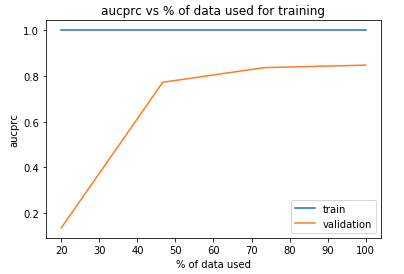 aucprc vs % of data used for training
aucprc
1.0
0.8
0.6
0.4
0.2
train
validation
20 30 40 50 60 70 80 90 100
% of data used